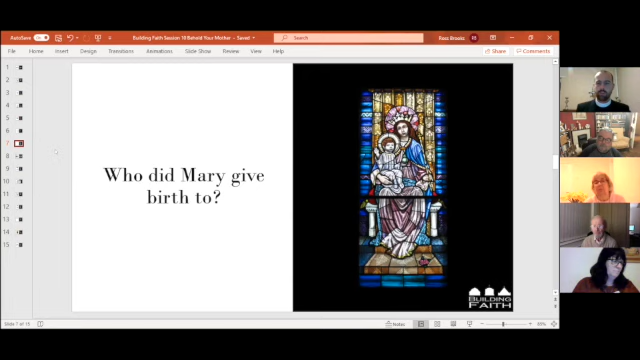 AutoSave
Building Faith Session 18 Behold Your Mother - Saved
Ross Brooks
File
Home
Insert
Design
Transitions
Animations
Slide Show
Review
View
Help
Share
Comments
1
2
3
4
5
6
7
8
9
10
11
12
13
14
15
Who did Mary give
birth to?
BUILDING
FAITH
Slide 7 of 15
Notes